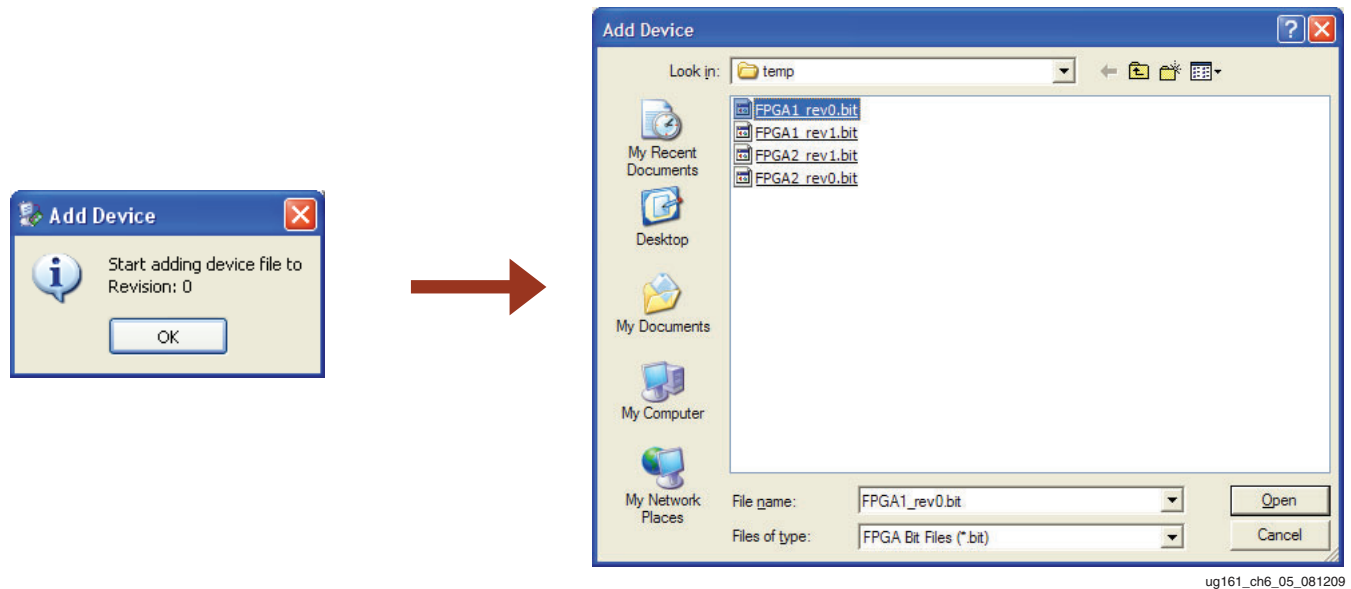 Add Device
Start adding device file to
Revision: 0
OK
Add Device
Look in:
temp
My Recent
Documents
Desktop
My Documents
My Computer
My Network
Places
FPGA1_rev0.bit
FPGA1_rev1.bit
FPGA2_rev1.bit
FPGA2_rev0.bit
File name:
FPGA1_rev0.bit
Open
Files of type:
FPGA Bit Files (*.bit)
Cancel
ug161_ch6_05_081209